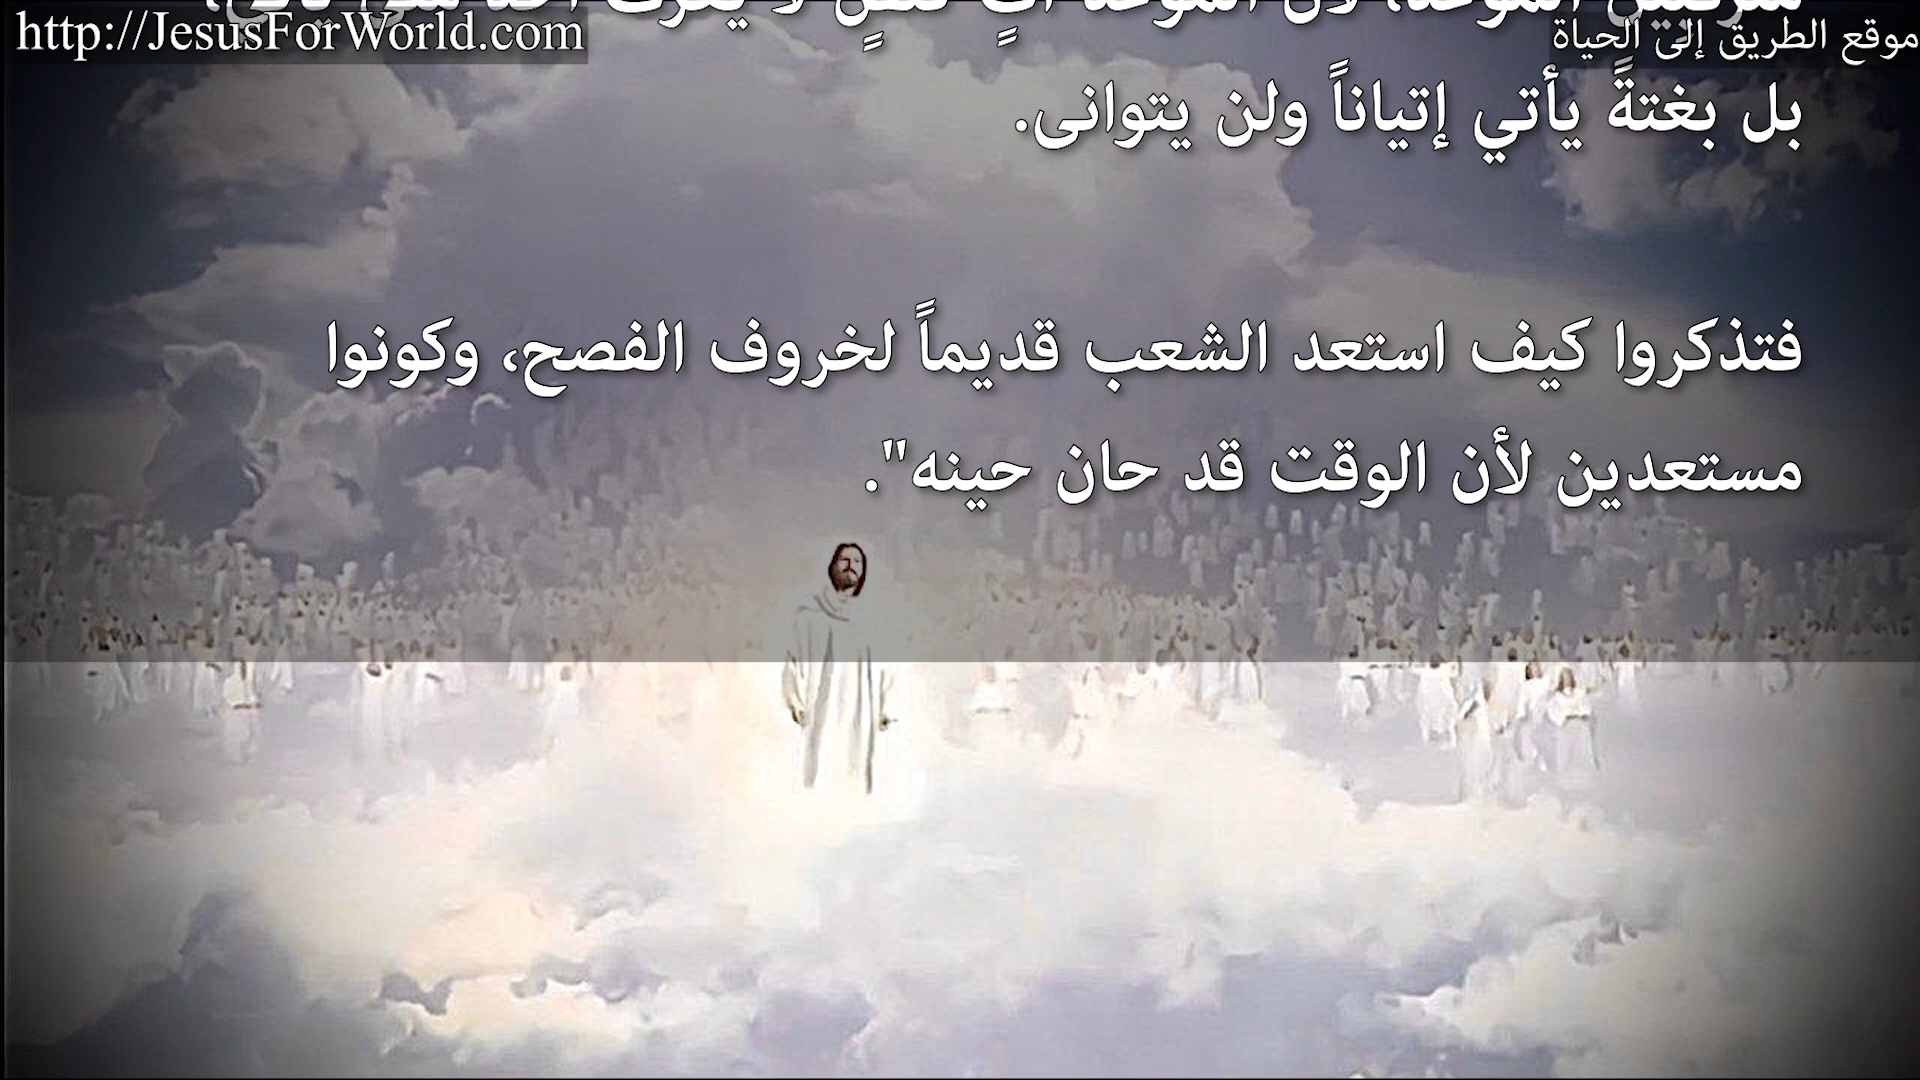 http://JesusForWorld.com
موقع الطريق إلى الحياة
بل بغتةً يأتي إتياناً ولن يتوانى.
فتذكروا كيف استعد الشعب قديماً لخروف الفصح، وكونوا
مستعدين لأن الوقت قد حان حينه".